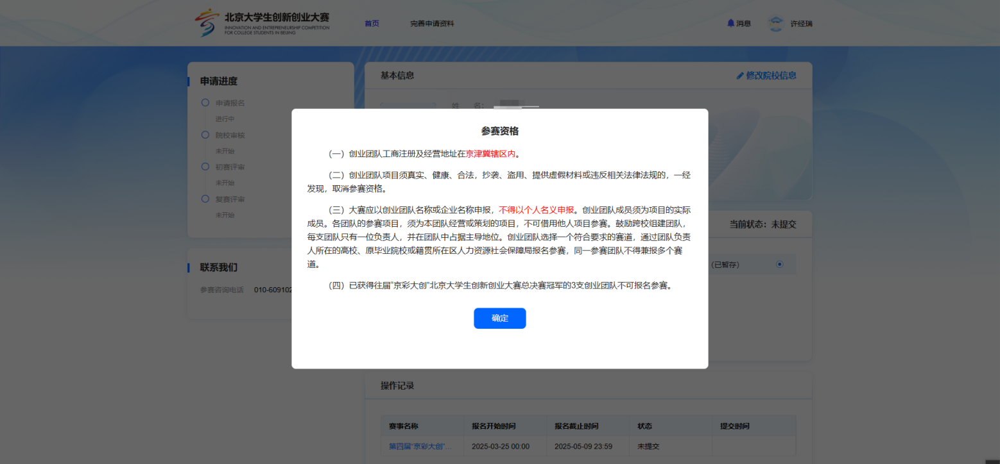 北京大学生创新创业大赛
INNOVATION AND ENTREPRENEURSHIP COMPETITION
FOR COLLEGE STUDENTS IN BEIJING
首页
完善申请资料
消息
许经瑞
申请进度
申请报名
进行中
院校审核
未开始
初赛评审
未开始
复赛评审
未开始
联系我们
参赛咨询电话 010-609102
基本信息
修改院校信息
姓 名：
参赛资格
（一）创业团队工商注册及经营地址在京津冀辖区内。
（二）创业团队项目须真实、健康、合法，抄袭、盗用、提供虚假材料或违反相关法律法规的，一经
发现，取消参赛资格。
（三）大赛应以创业团队名称或企业名称申报，不得以个人名义申报。创业团队成员须为项目的实际
成员。各团队的参赛项目，须为本团队经营或策划的项目，不可借用他人项目参赛。鼓励跨校组建团队，
每支团队只有一位负责人，并在团队中占据主导地位。创业团队选择一个符合要求的赛道，通过团队负责
人所在的高校、原毕业院校或籍贯所在区人力资源社会保障局报名参赛，同一参赛团队不得兼报多个赛
道。
（四）已获得往届“京彩大创”北京大学生创新创业大赛总决赛冠军的3支创业团队不可报名参赛。
确定
当前状态：未提交
(已暂存)
操作记录
赛事名称 报名开始时间 报名截止时间 状态 提交时间
第四届“京彩大创”... 2025-03-25 00:00 2025-05-09 23:59 未提交